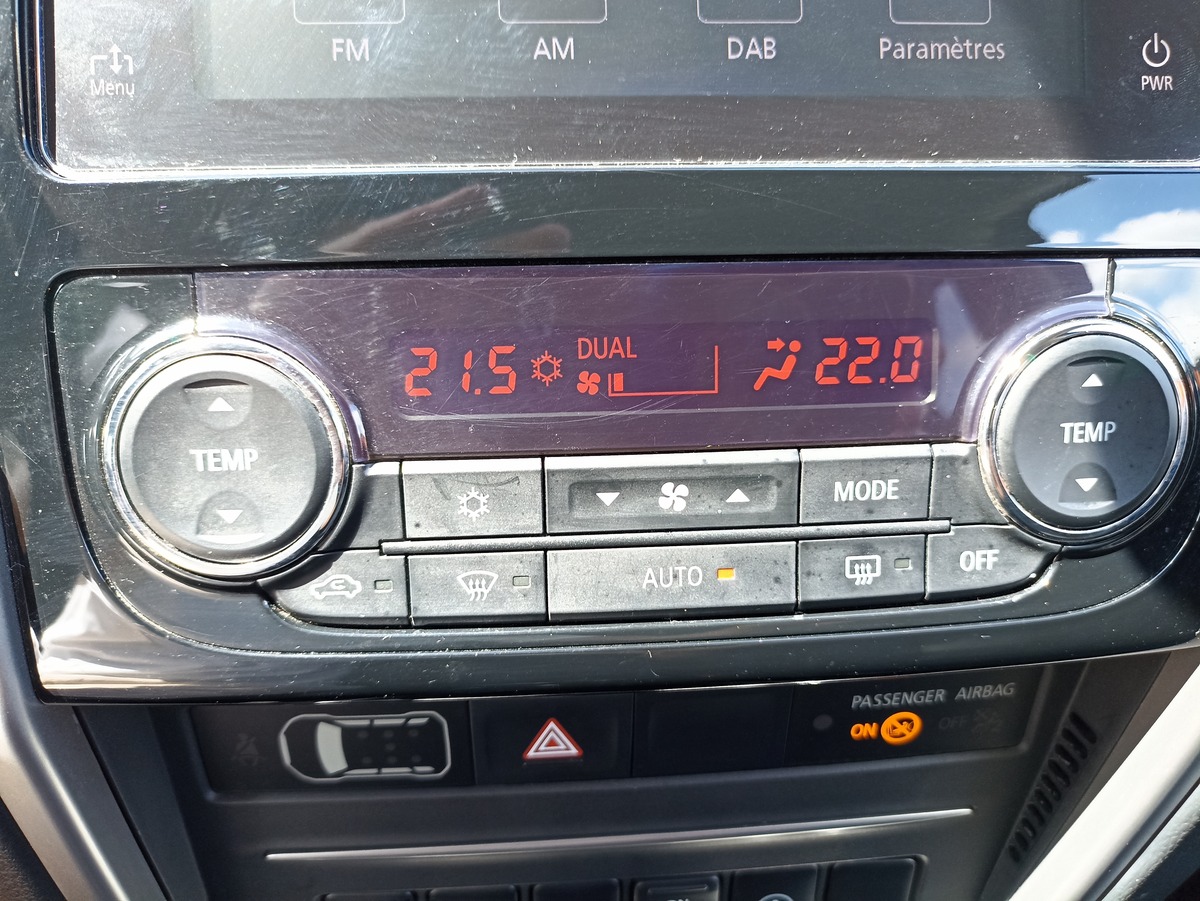 FM AM DAB Paramètres
Menu PWR
21.5 DUAL 22.0
TEMP TEMP
MODE
AUTO OFF
PASSENGER AIRBAG
ON OFF